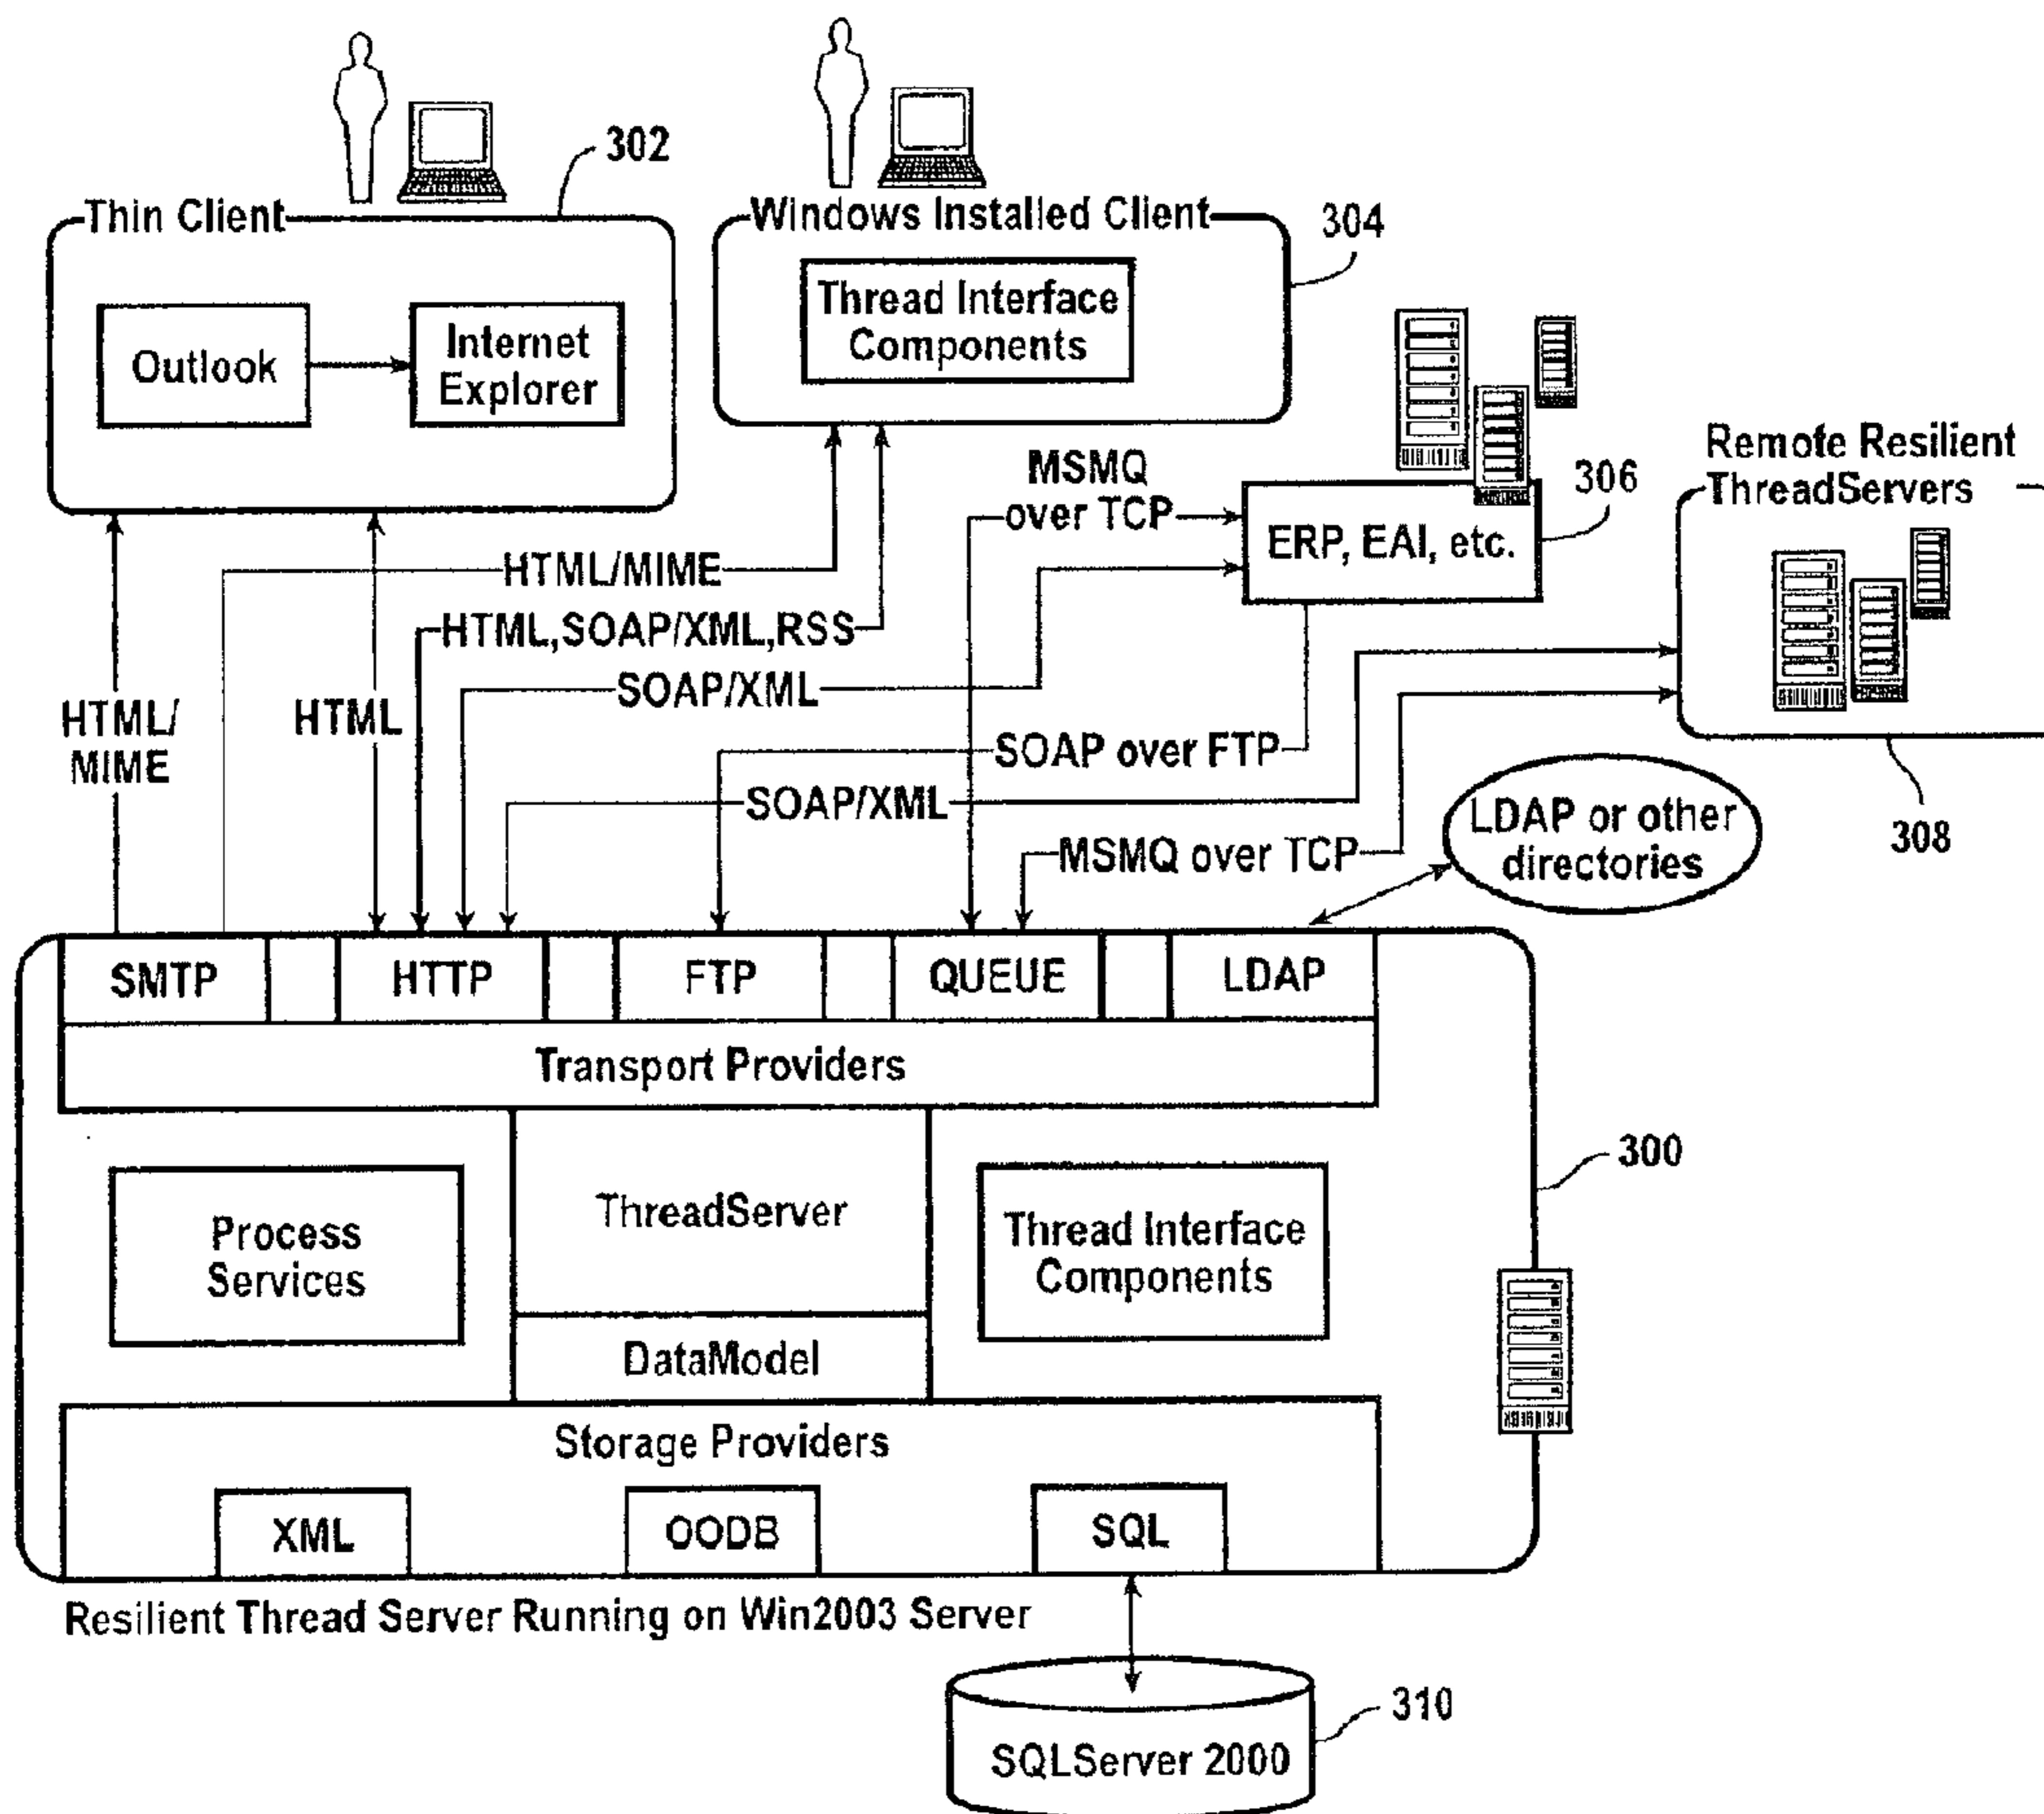 302
Thin Client
Windows Installed Client
304
Thread Interface
Components
Outlook
Internet
Explorer
Remote Resilient
ThreadServers
MSMQ
over TCP
306
ERP, EAI, etc.
HTML/MIME
HTML,SOAP/XML,RSS
SOAP/XML
HTML/
MIME
HTML
SOAP over FTP
SOAP/XML
LDAP or other
directories
308
MSMQ over TCP
SMTP
HTTP
FTP
QUEUE
LDAP
Transport Providers
300
Process
Services
ThreadServer
Thread Interface
Components
DataModel
Storage Providers
XML
OODB
SQL
Resilient Thread Server Running on Win2003 Server
310
SQLServer 2000